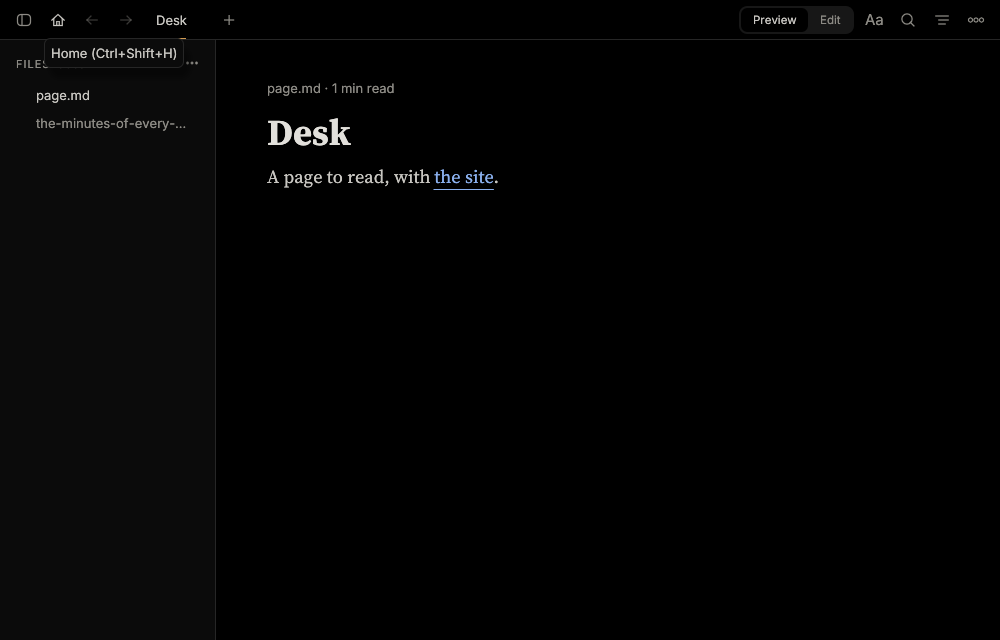 Desk
Preview
Edit
Aa
Home (Ctrl+Shift+H)
FILES
page.md
the-minutes-of-every-...
page.md · 1 min read
Desk
A page to read, with the site.